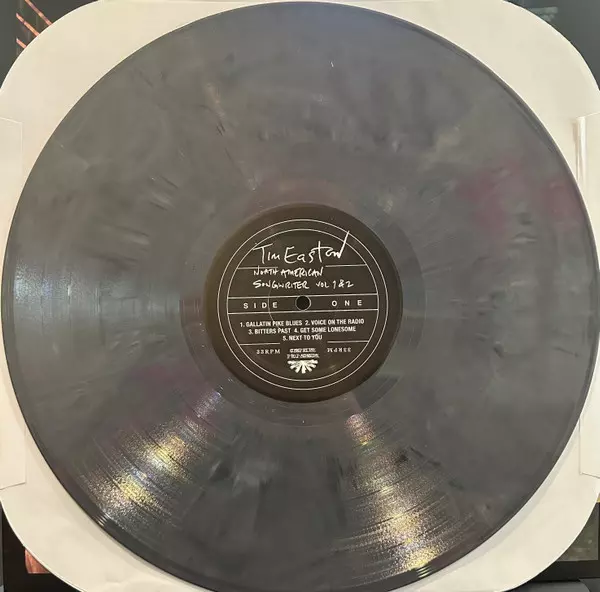 Tim Easton
NORTH AMERICAN
SONGWRITER VOL 1 & 2
SIDE ONE
1. GALLATIN PIKE BLUES 2. VOICE ON THE RADIO
3. BITTERS PAST 4. GET SOME LONESOME
5. NEXT TO YOU
33RPM